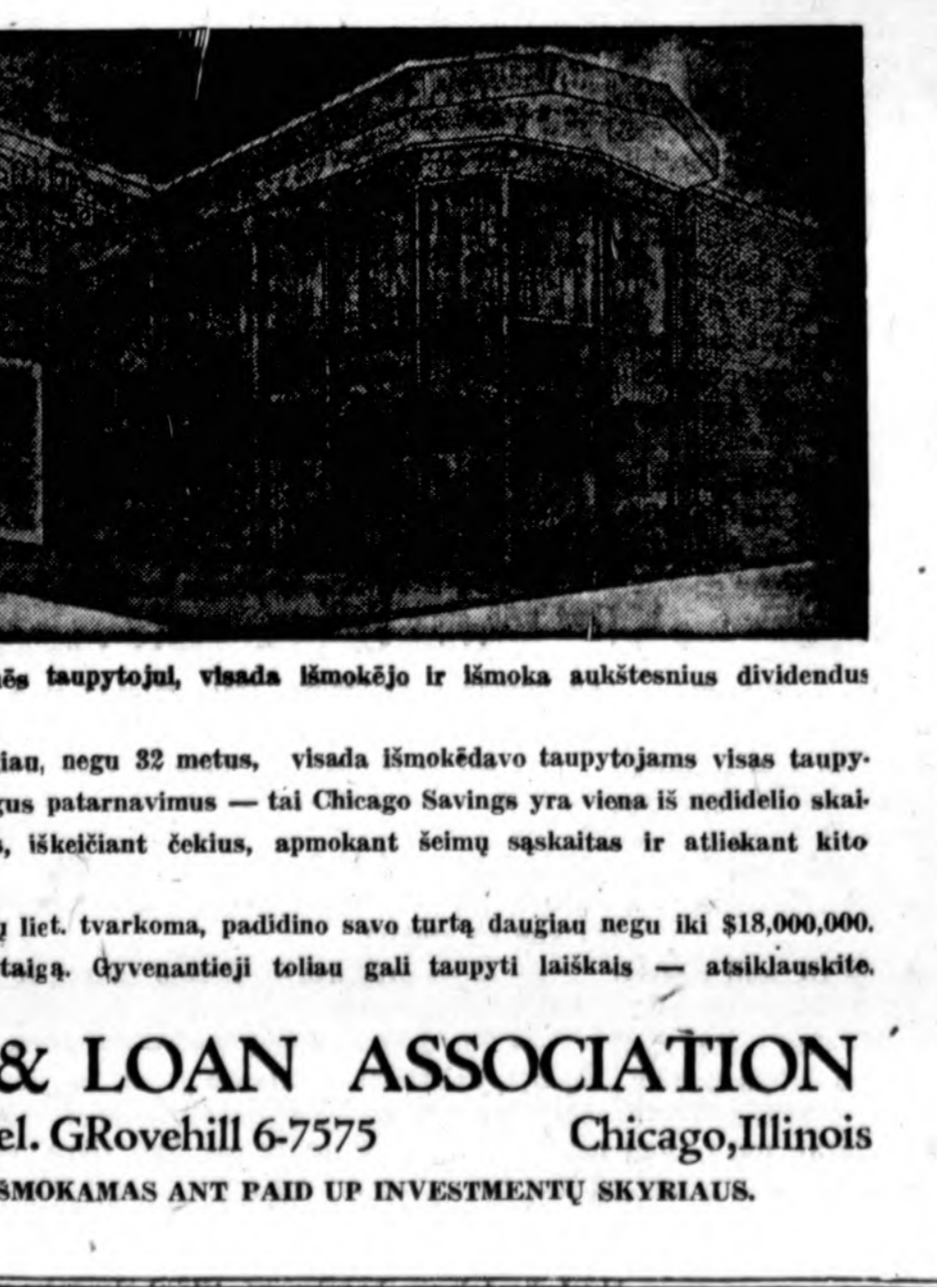 ės taupytojui, visada išmokėjo ir išmoka aukštesnius dividendus
iau, negu 32 metus, visada išmokėdavo taupytojams visas taupy-
gus patarnavimus — tai Chicago Savings yra viena iš nedidelio skai-
s, iškeičiant čekius, apmokant šeimų sąskaitas ir atliekant kito
ų liet. tvarkoma, padidino savo turtą daugiau negu iki $18,000,000.
taigą. Gyvenantieji toliau gali taupyti laiškais — atsiklauskite.
& LOAN ASSOCIATION
el. GRovehill 6-7575 Chicago, Illinois
ŠMOKAMAS ANT PAID UP INVESTMENTŲ SKYRIAUS.